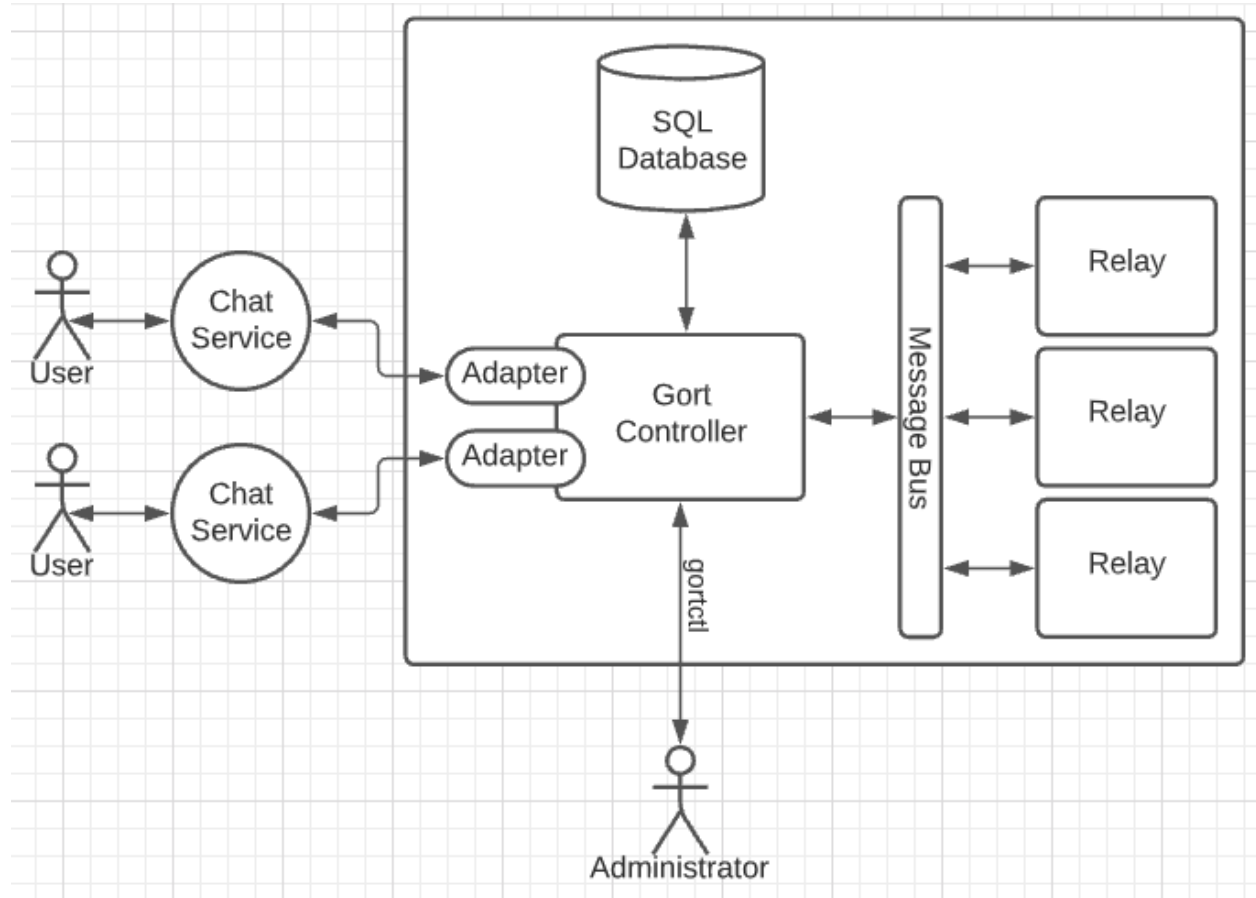 SQL
Database
User
Chat
Service
Adapter
Gort
Controller
Adapter
User
Chat
Service
Message Bus
Relay
Relay
Relay
gortctl
Administrator